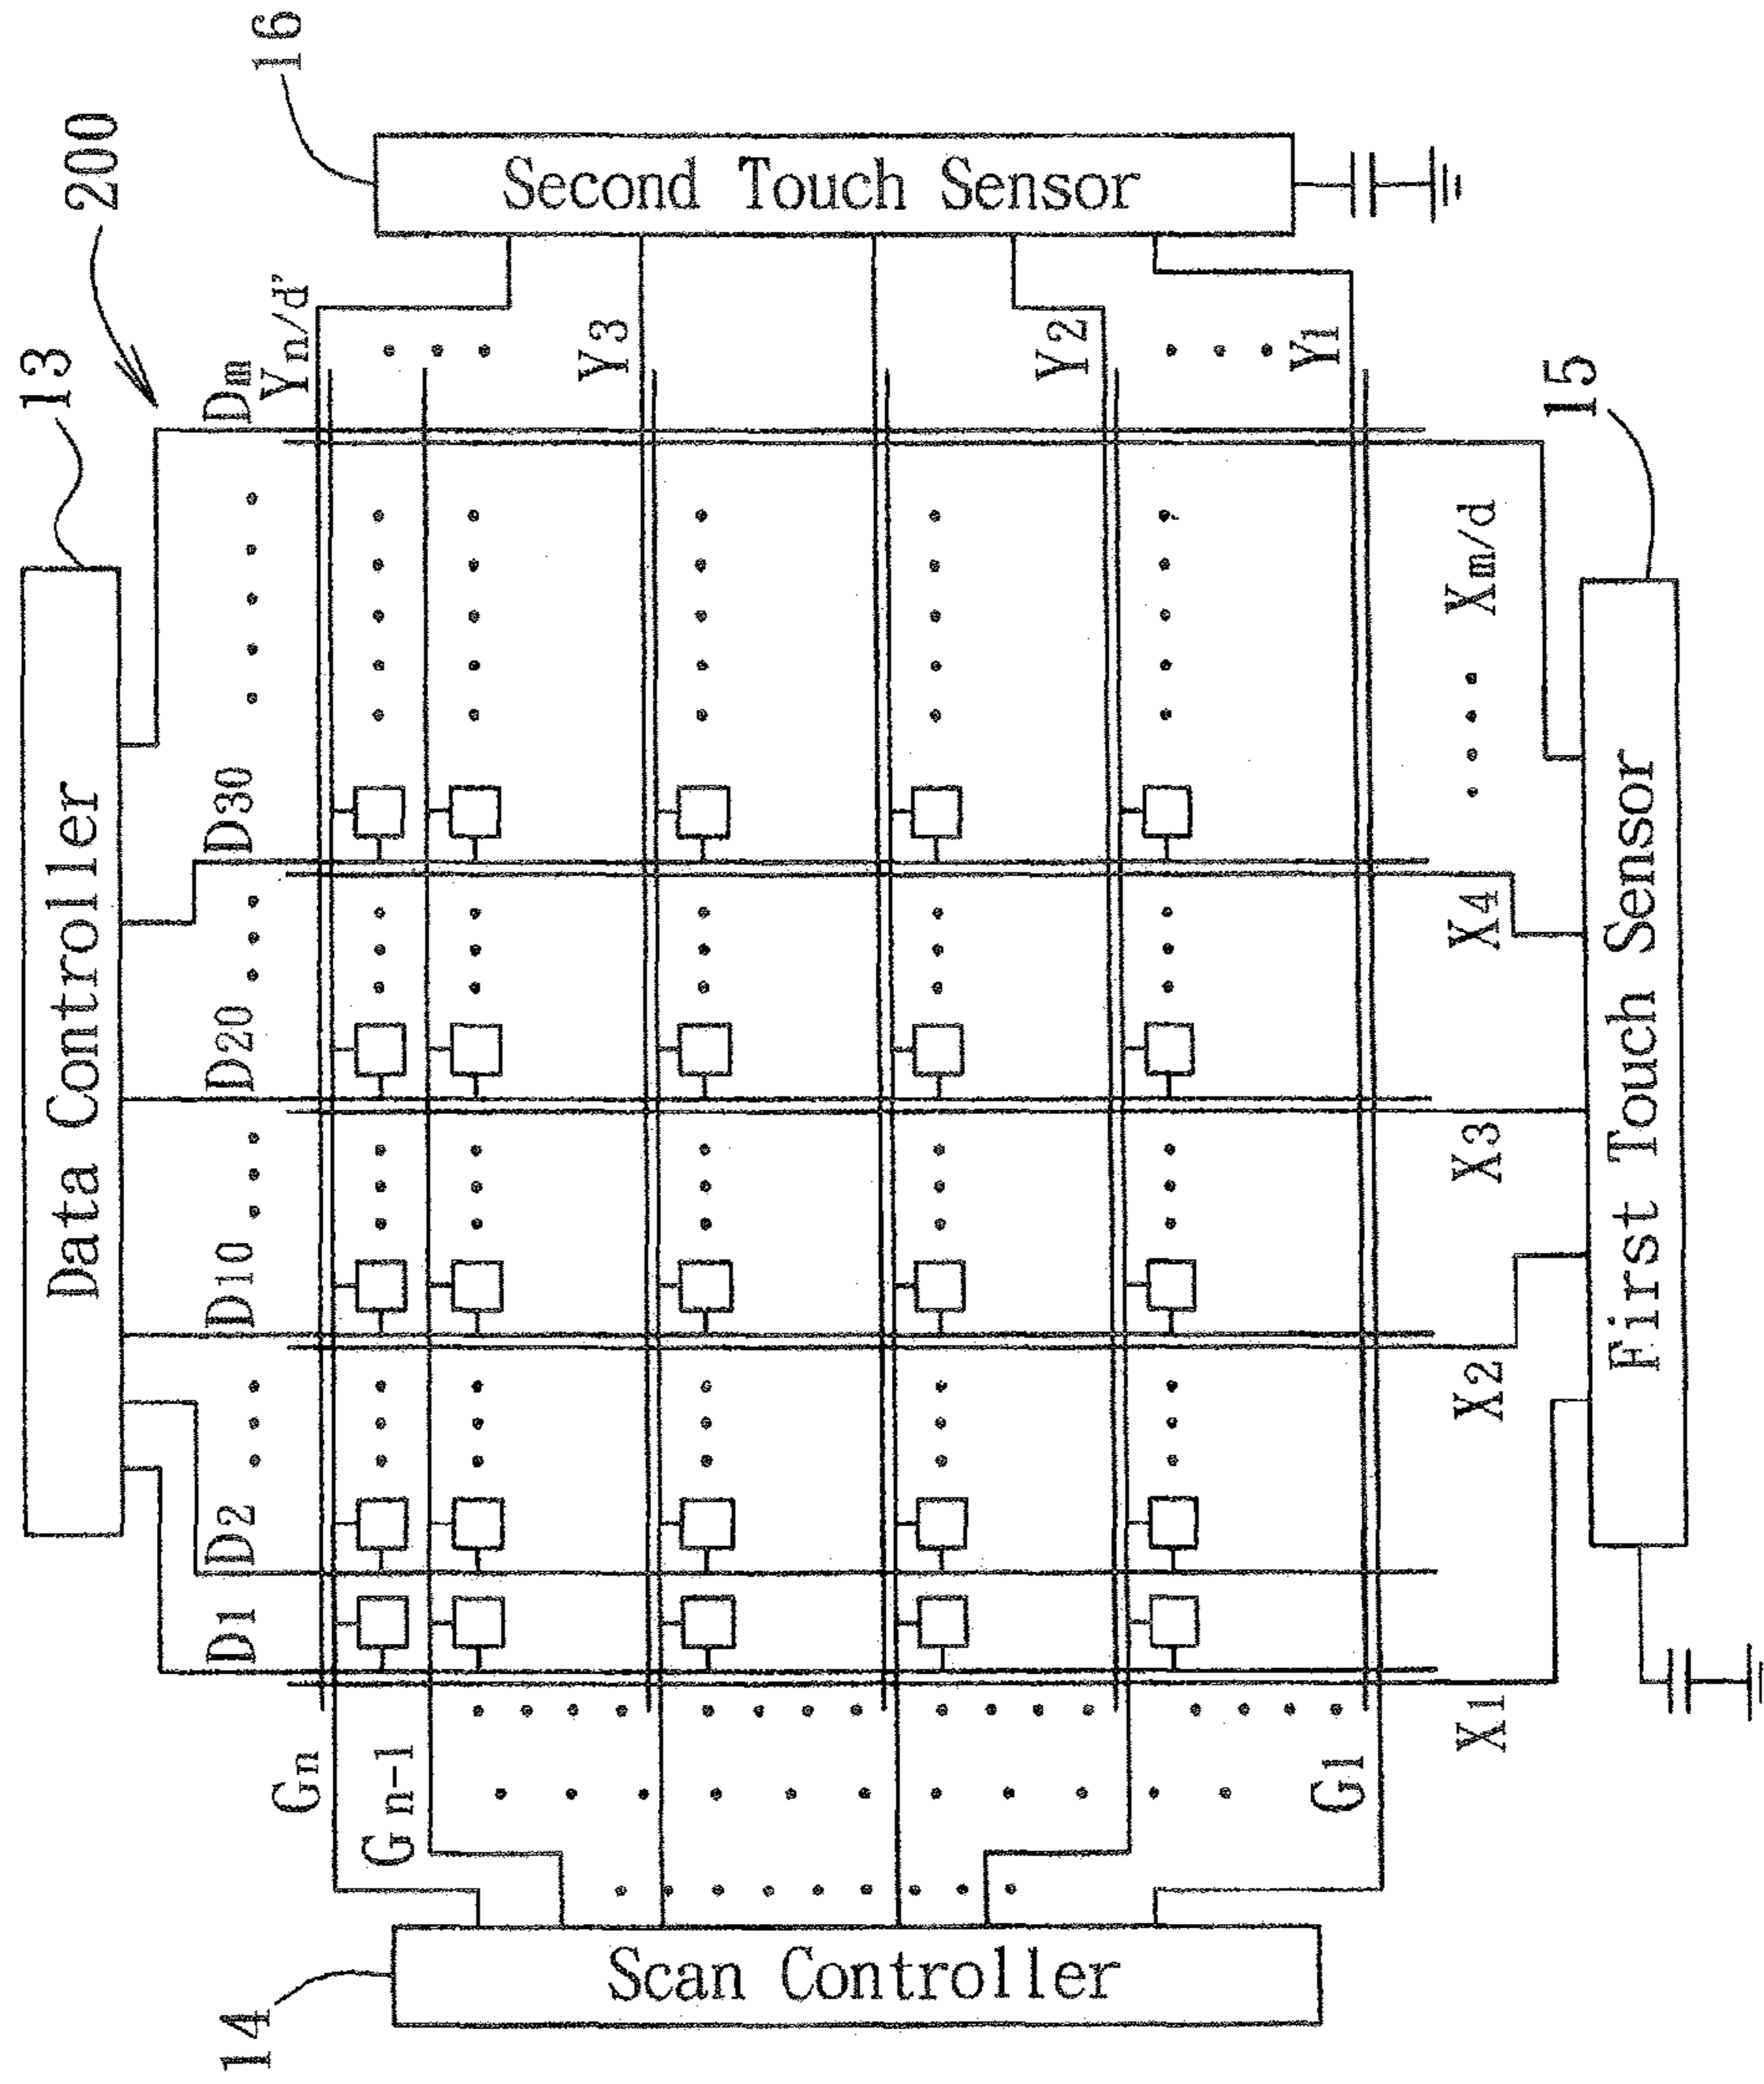 200
13
Data Controller
16
Second Touch Sensor
D1 D2 D10 D20 D30 Dm
Yn/d'
Y3
Y2
Y1
Gn
Gn-1
G1
14
Scan Controller
X1 X2 X3 X4 Xm/d
15
First Touch Sensor